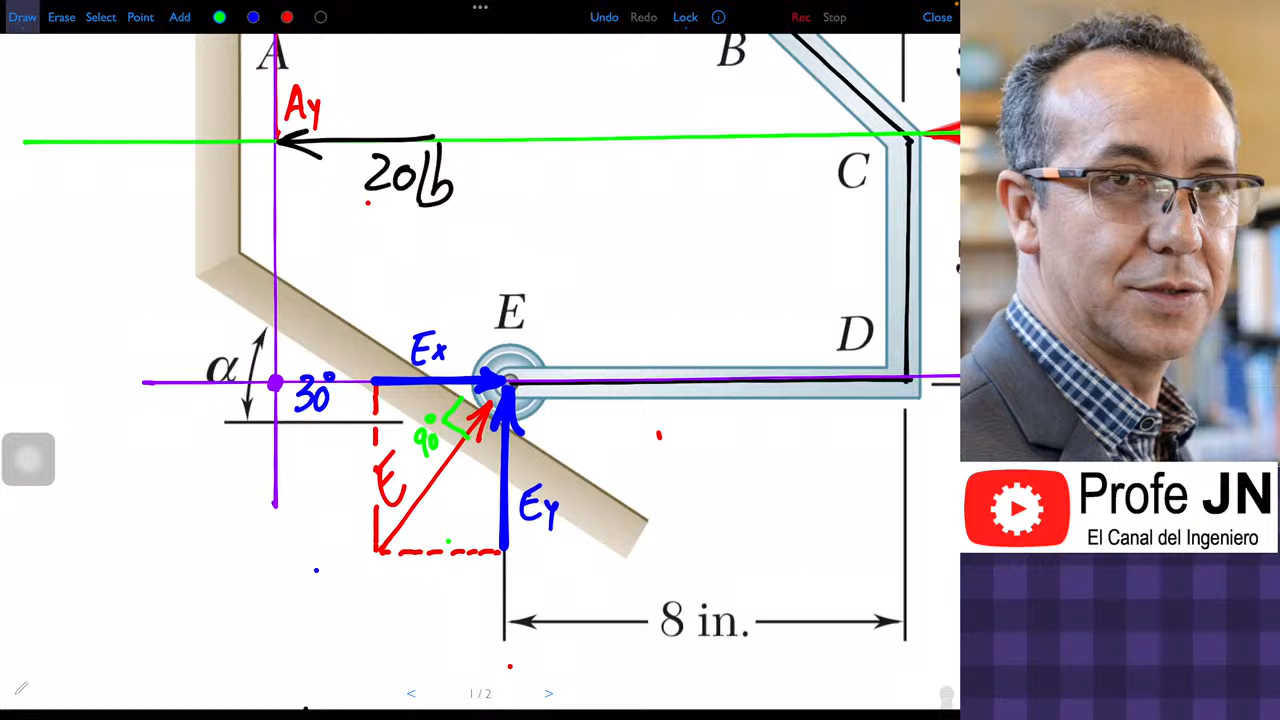 Draw Erase Select Point Add Undo Redo Lock Rec Stop Close
A
B
Ay
20lb
C
E
D
Ex
α
30°
90°
E
Ey
8 in.
1 / 2
Profe JN
El Canal del Ingeniero